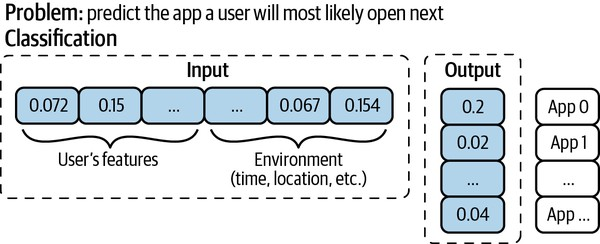 Problem: predict the app a user will most likely open next
Classification
Input
0.072 0.15 ... ... 0.067 0.154
User's features
Environment
(time, location, etc.)
Output
0.2 App 0
0.02 App 1
... ...
0.04 App ...